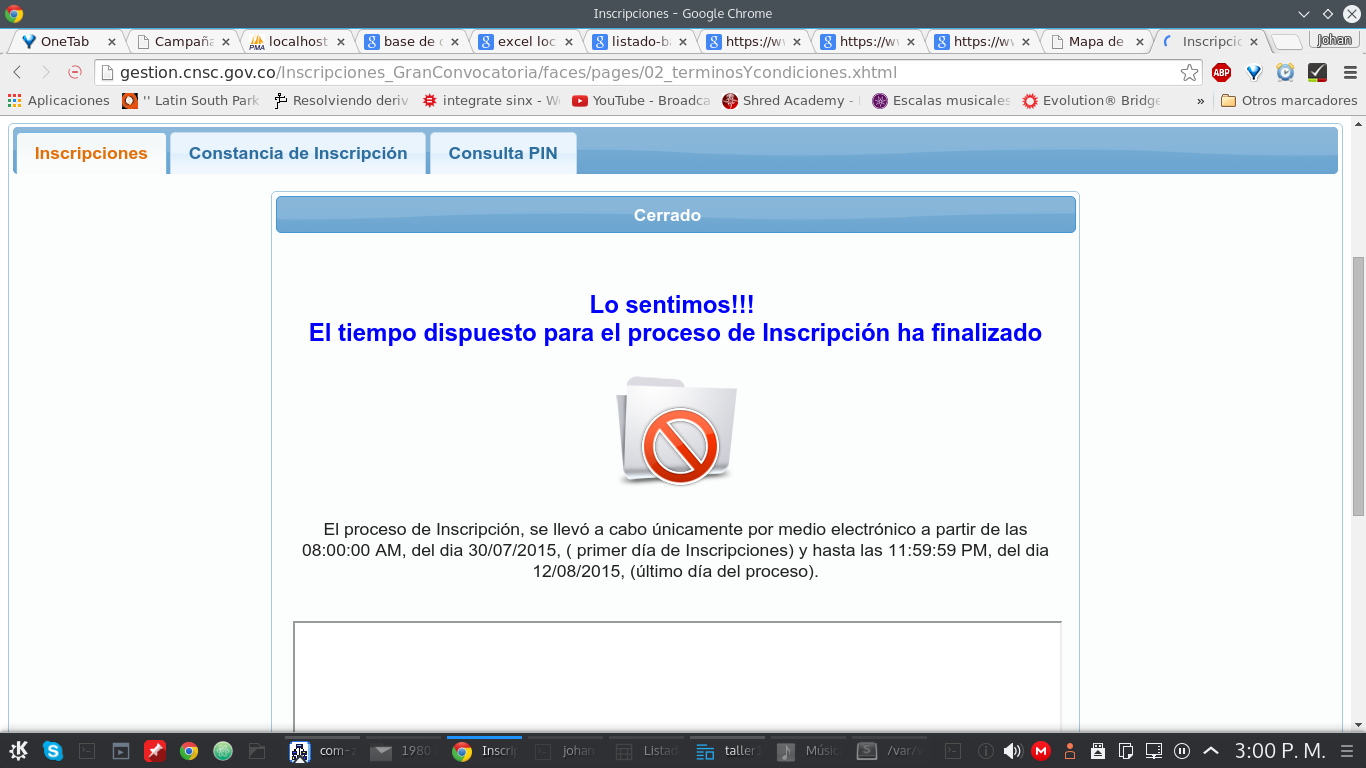 Inscripciones - Google Chrome
OneTab
Campaña
localhost
base de c
excel loc
listado-b
https://w
https://w
https://w
Mapa de
Inscripcio
johan
gestion.cnsc.gov.co/Inscripciones_GranConvocatoria/faces/pages/02_terminosYcondiciones.xhtml
ABP
Aplicaciones
'' Latin South Park
Resolviendo deriv
integrate sinx - W
YouTube - Broadca
Shred Academy -
Escalas musicales
Evolution® Bridge
»
Otros marcadores
Inscripciones
Constancia de Inscripción
Consulta PIN
Cerrado
Lo sentimos!!!
El tiempo dispuesto para el proceso de Inscripción ha finalizado
El proceso de Inscripción, se llevó a cabo únicamente por medio electrónico a partir de las
08:00:00 AM, del dia 30/07/2015, ( primer día de Inscripciones) y hasta las 11:59:59 PM, del dia
12/08/2015, (último día del proceso).
com-z
1980
Inscrip
johan
Listad
taller
Músic
/var/v
3:00 P. M.